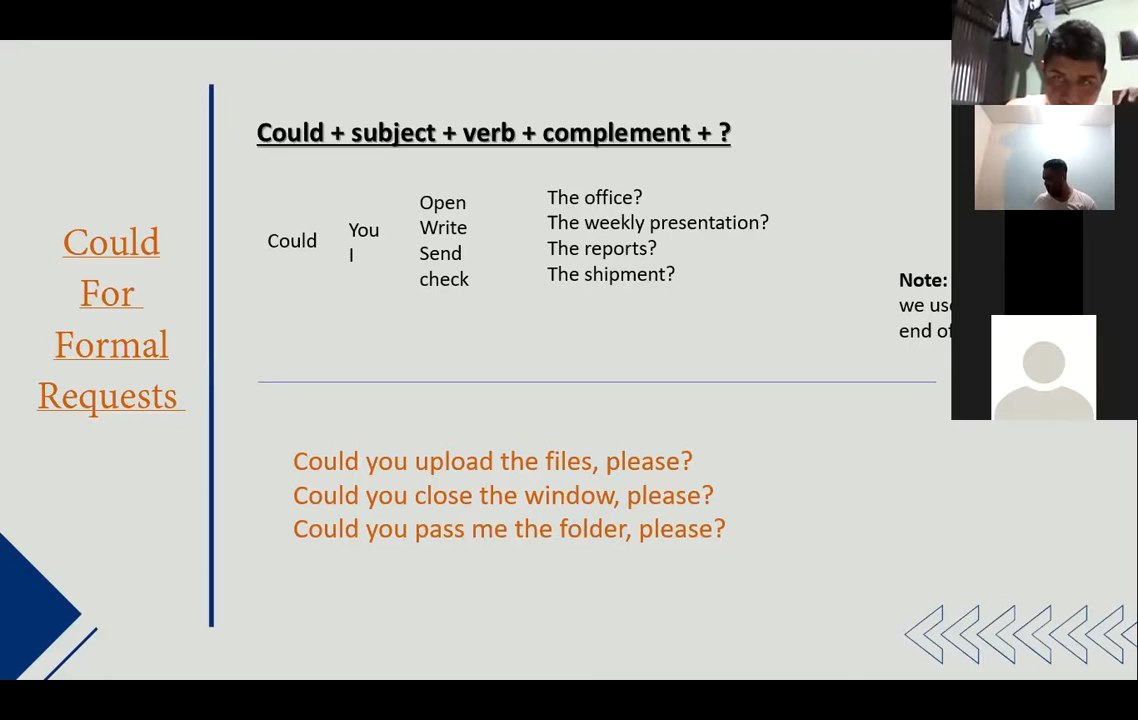 Could
For
Formal
Requests
Could + subject + verb + complement + ?
Could
You
I
Open
Write
Send
check
The office?
The weekly presentation?
The reports?
The shipment?
Note:
we
end
Could you upload the files, please?
Could you close the window, please?
Could you pass me the folder, please?